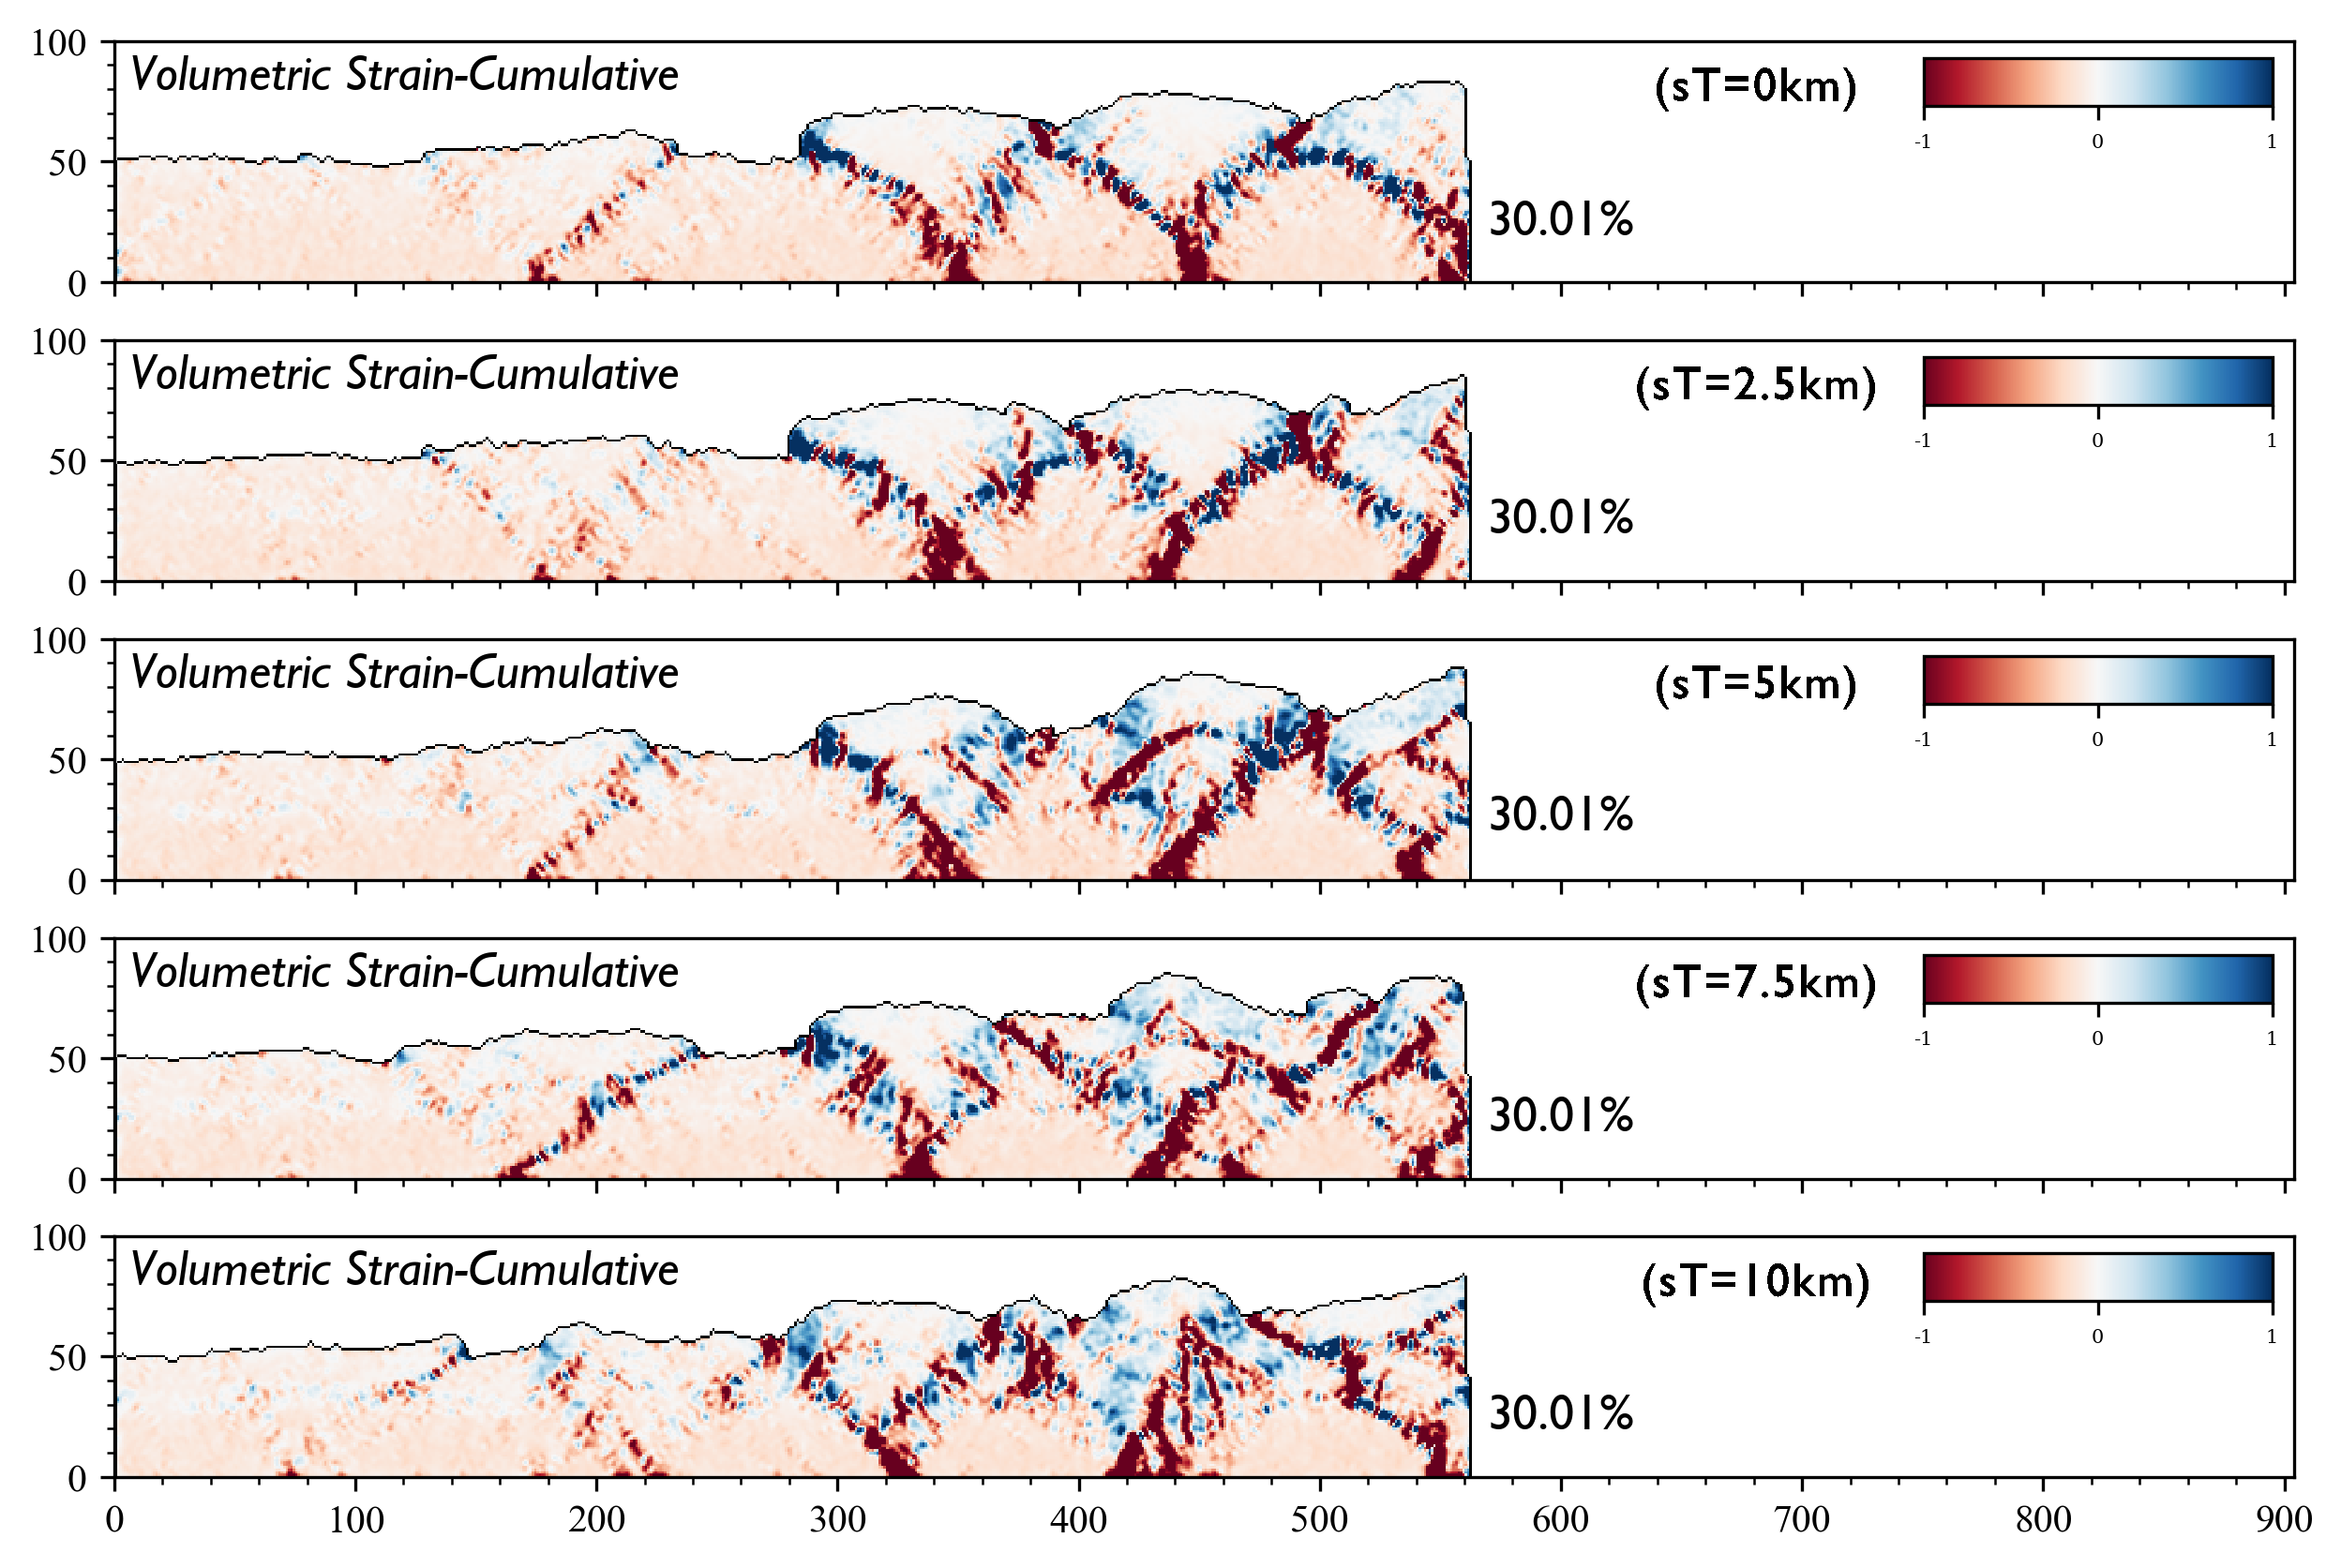 100
Volumetric Strain-Cumulative
(sT=0km)
-1 0 1
50
30.01%
0
100
Volumetric Strain-Cumulative
(sT=2.5km)
-1 0 1
50
30.01%
0
100
Volumetric Strain-Cumulative
(sT=5km)
-1 0 1
50
30.01%
0
100
Volumetric Strain-Cumulative
(sT=7.5km)
-1 0 1
50
30.01%
0
100
Volumetric Strain-Cumulative
(sT=10km)
-1 0 1
50
30.01%
0
0 100 200 300 400 500 600 700 800 900